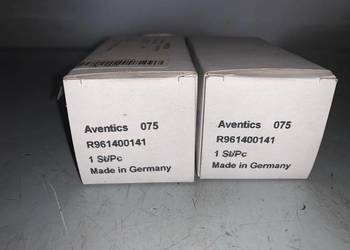 Aventics 075
R961400141
1 St/Pc
Made in Germany
Aventics 075
R961400141
1 St/Pc
Made in Germany